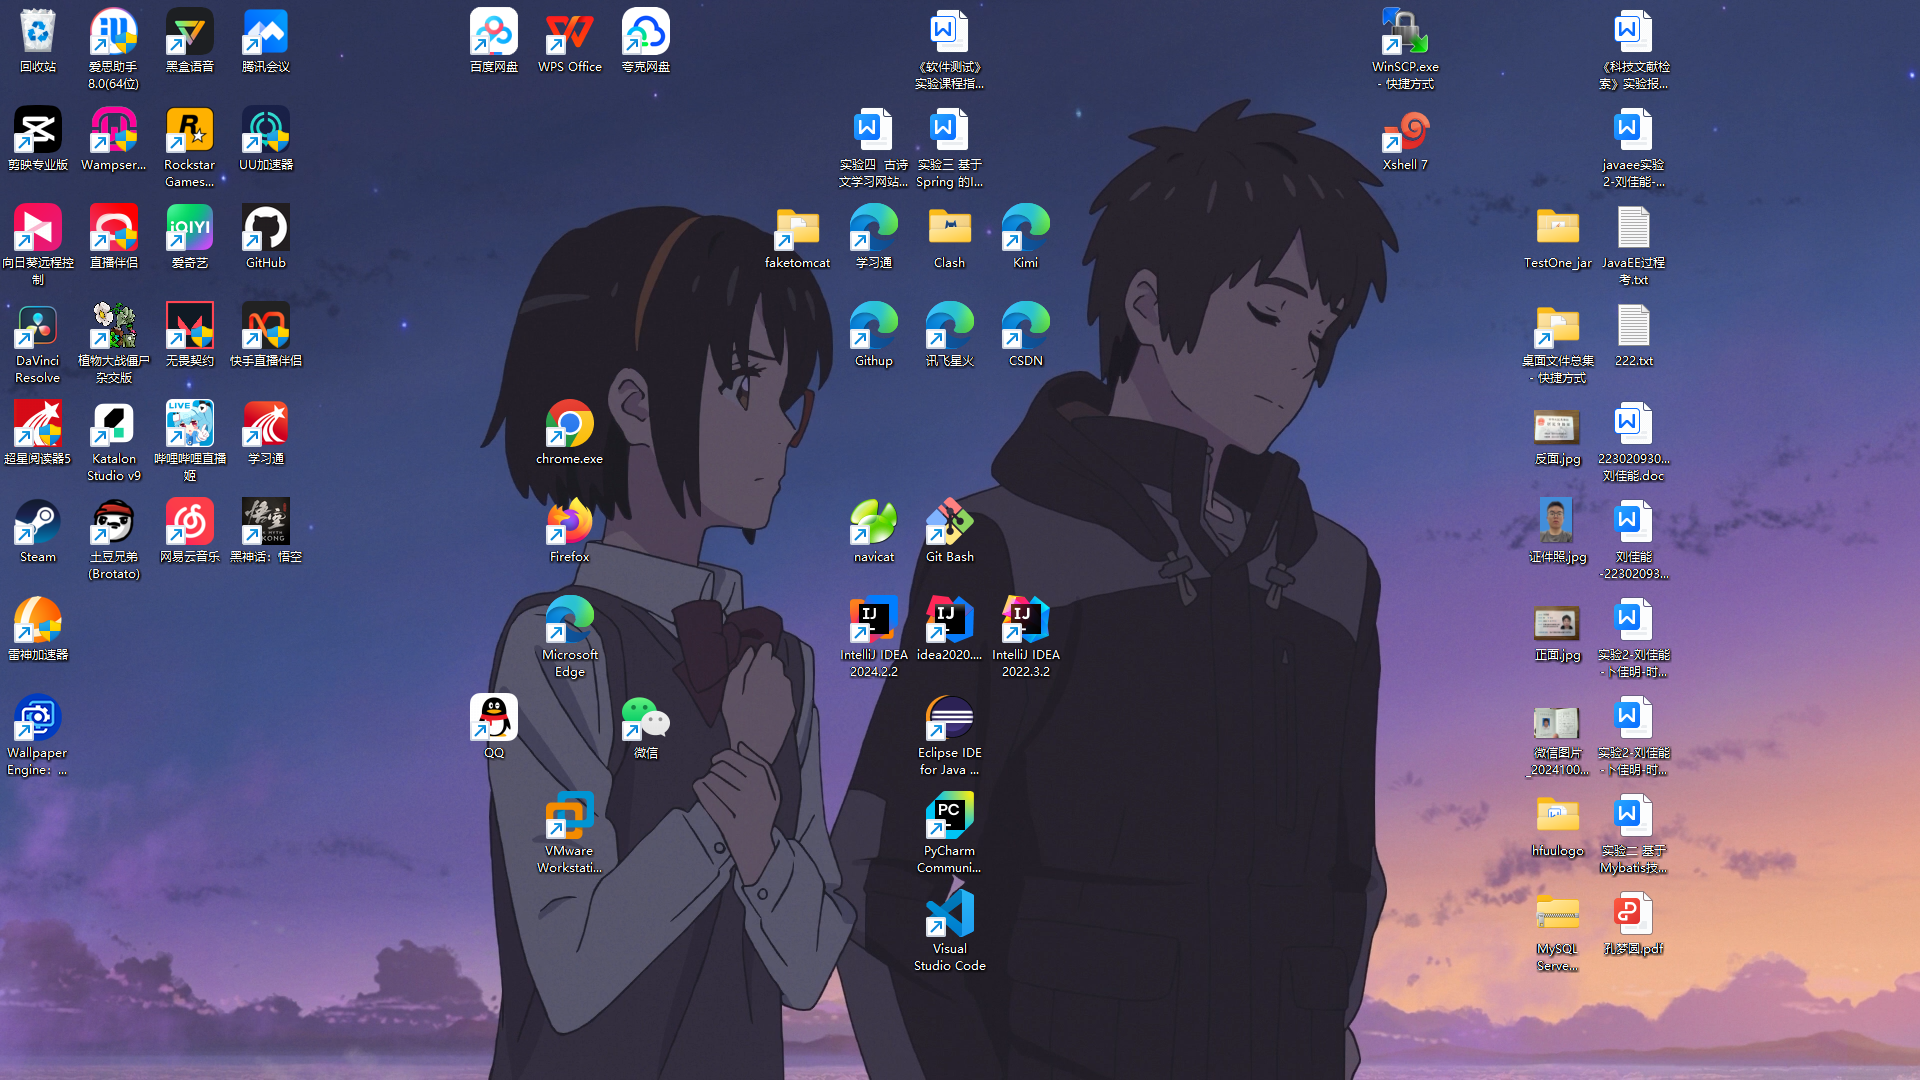 回收站
爱思助手
8.0(64位)
黑盒语音
腾讯会议
百度网盘
WPS Office
夸克网盘
《软件测试》
实验课程指...
WinSCP.exe
- 快捷方式
《科技文献检
索》实验报...
剪映专业版
Wampser...
Rockstar
Games...
UU加速器
实验四 古诗
文学习网站...
实验三 基于
Spring 的I...
Xshell 7
javaee实验
2-刘佳能-...
向日葵远程控
制
直播伴侣
iQIYI
爱奇艺
GitHub
faketomcat
学习通
Clash
Kimi
TestOne_jar
JavaEE过程
考.txt
DaVinci
Resolve
植物大战僵尸
杂交版
无畏契约
快手直播伴侣
Githup
讯飞星火
CSDN
桌面文件总集
- 快捷方式
222.txt
超星阅读器5
Katalon
Studio v9
LIVE
哔哩哔哩直播
姬
学习通
chrome.exe
反面.jpg
223020930...
刘佳能.doc
Steam
土豆兄弟
(Brotato)
网易云音乐
黑神话：悟空
Firefox
navicat
Git Bash
证件照.jpg
刘佳能
-22302093...
雷神加速器
Microsoft
Edge
IJ
IntelliJ IDEA
2024.2.2
IJ
idea2020....
IJ
IntelliJ IDEA
2022.3.2
正面.jpg
实验2-刘佳能
-卜佳明-时...
Wallpaper
Engine：...
QQ
微信
Eclipse IDE
for Java ...
微信图片
_2024100...
实验2-刘佳能
-卜佳明-时...
VMware
Workstati...
PC
PyCharm
Communi...
hfuulogo
实验二 基于
Mybatis技...
Visual
Studio Code
MySQL
Serve...
孔梦圆.pdf